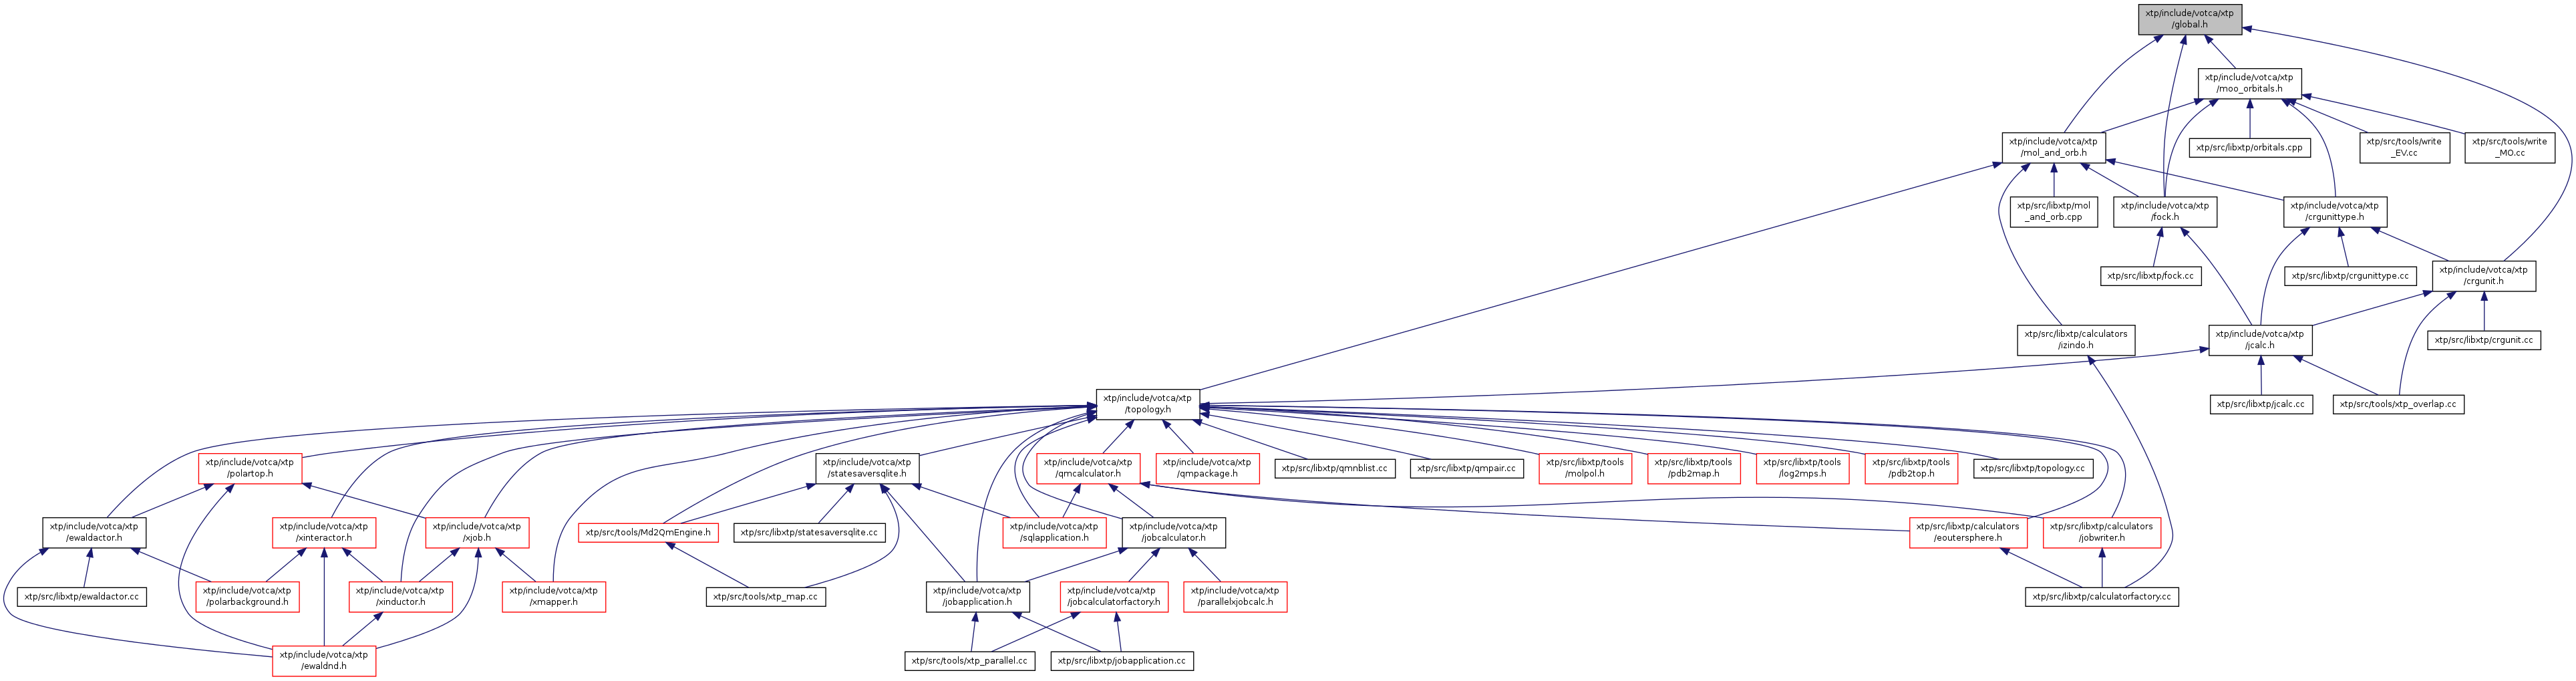 xtp/include/votca/xtp
/global.h
xtp/include/votca/xtp
/moo_orbitals.h
xtp/include/votca/xtp
/mol_and_orb.h
xtp/src/libxtp/orbitals.cpp
xtp/src/tools/write
_EV.cc
xtp/src/tools/write
_MO.cc
xtp/src/libxtp/mol
_and_orb.cpp
xtp/include/votca/xtp
/fock.h
xtp/include/votca/xtp
/crgunittype.h
xtp/src/libxtp/fock.cc
xtp/src/libxtp/crgunittype.cc
xtp/include/votca/xtp
/crgunit.h
xtp/src/libxtp/calculators
/izindo.h
xtp/include/votca/xtp
/jcalc.h
xtp/src/libxtp/crgunit.cc
xtp/include/votca/xtp
/topology.h
xtp/src/libxtp/jcalc.cc
xtp/src/tools/xtp_overlap.cc
xtp/include/votca/xtp
/polartop.h
xtp/include/votca/xtp
/statesaversqlite.h
xtp/include/votca/xtp
/qmcalculator.h
xtp/include/votca/xtp
/qmpackage.h
xtp/src/libxtp/qmnblist.cc
xtp/src/libxtp/qmpair.cc
xtp/src/libxtp/tools
/molpol.h
xtp/src/libxtp/tools
/pdb2map.h
xtp/src/libxtp/tools
/log2mps.h
xtp/src/libxtp/tools
/pdb2top.h
xtp/src/libxtp/topology.cc
xtp/include/votca/xtp
/ewaldactor.h
xtp/include/votca/xtp
/xinteractor.h
xtp/include/votca/xtp
/xjob.h
xtp/src/tools/Md2QmEngine.h
xtp/src/libxtp/statesaversqlite.cc
xtp/include/votca/xtp
/sqlapplication.h
xtp/include/votca/xtp
/jobcalculator.h
xtp/src/libxtp/calculators
/eoutersphere.h
xtp/src/libxtp/calculators
/jobwriter.h
xtp/src/libxtp/ewaldactor.cc
xtp/include/votca/xtp
/polarbackground.h
xtp/include/votca/xtp
/xinductor.h
xtp/include/votca/xtp
/xmapper.h
xtp/src/tools/xtp_map.cc
xtp/include/votca/xtp
/jobapplication.h
xtp/include/votca/xtp
/jobcalculatorfactory.h
xtp/include/votca/xtp
/parallelxjobcalc.h
xtp/src/libxtp/calculatorfactory.cc
xtp/include/votca/xtp
/ewaldnd.h
xtp/src/tools/xtp_parallel.cc
xtp/src/libxtp/jobapplication.cc